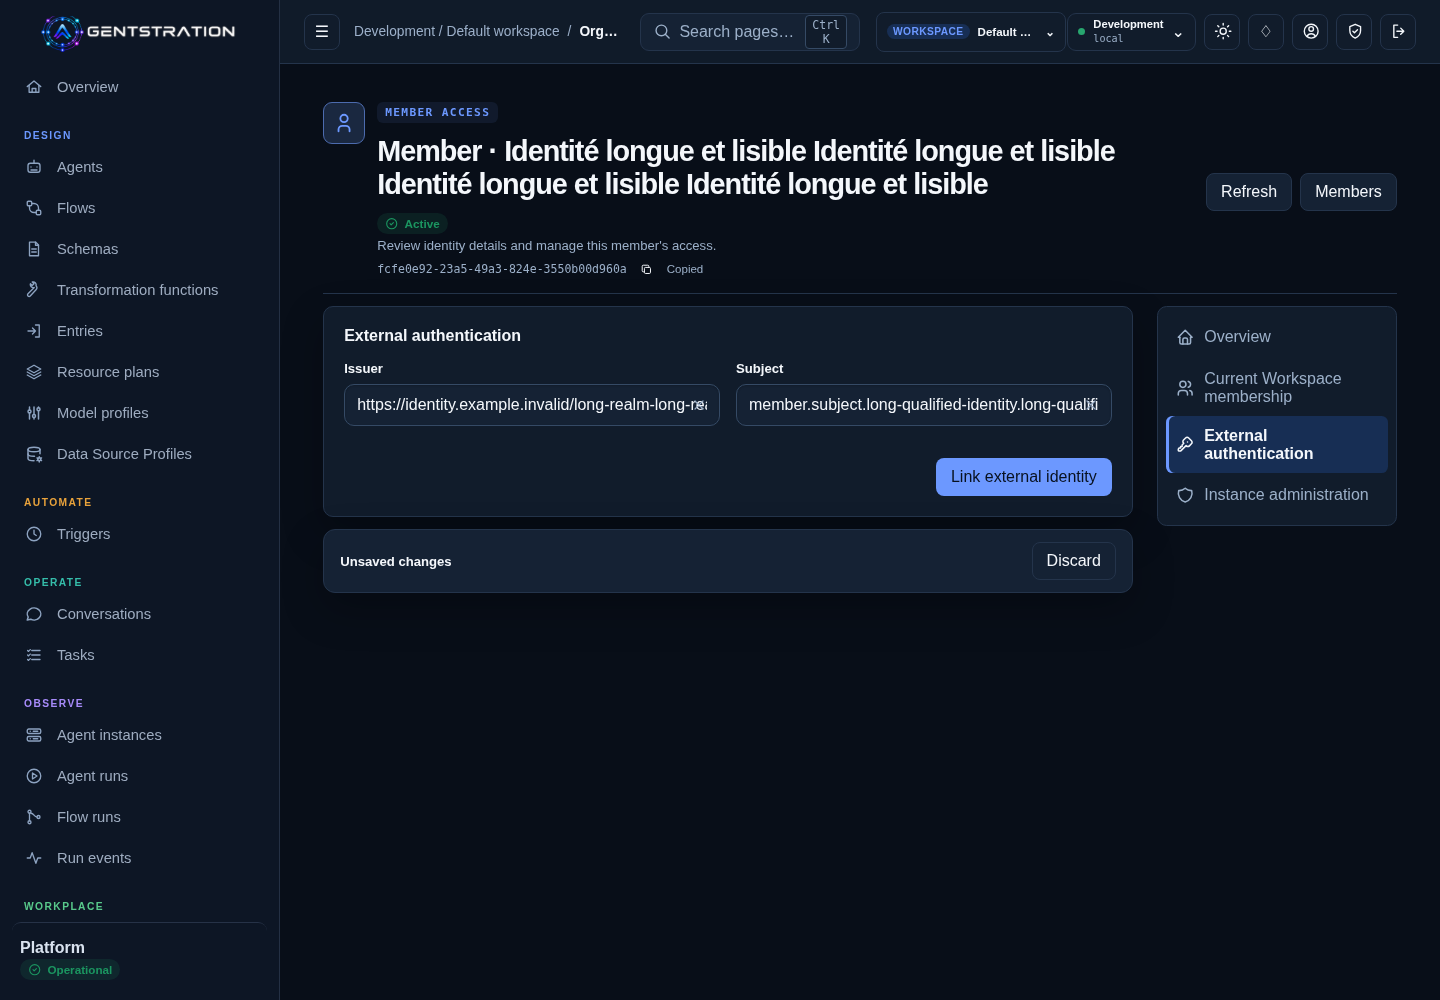 GENTSTRATION
Overview
DESIGN
Agents
Flows
Schemas
Transformation functions
Entries
Resource plans
Model profiles
Data Source Profiles
AUTOMATE
Triggers
OPERATE
Conversations
Tasks
OBSERVE
Agent instances
Agent runs
Flow runs
Run events
WORKPLACE
Platform
Operational
Development / Default workspace / Org…
Search pages…
Ctrl K
WORKSPACE Default …
Development
local
MEMBER ACCESS
Member · Identité longue et lisible Identité longue et lisible
Identité longue et lisible Identité longue et lisible
Active
Review identity details and manage this member's access.
fcfe0e92-23a5-49a3-824e-3550b00d960a Copied
Refresh
Members
External authentication
Issuer
https://identity.example.invalid/long-realm-long-rea
Subject
member.subject.long-qualified-identity.long-qualifi
Link external identity
Unsaved changes
Discard
Overview
Current Workspace
membership
External
authentication
Instance administration